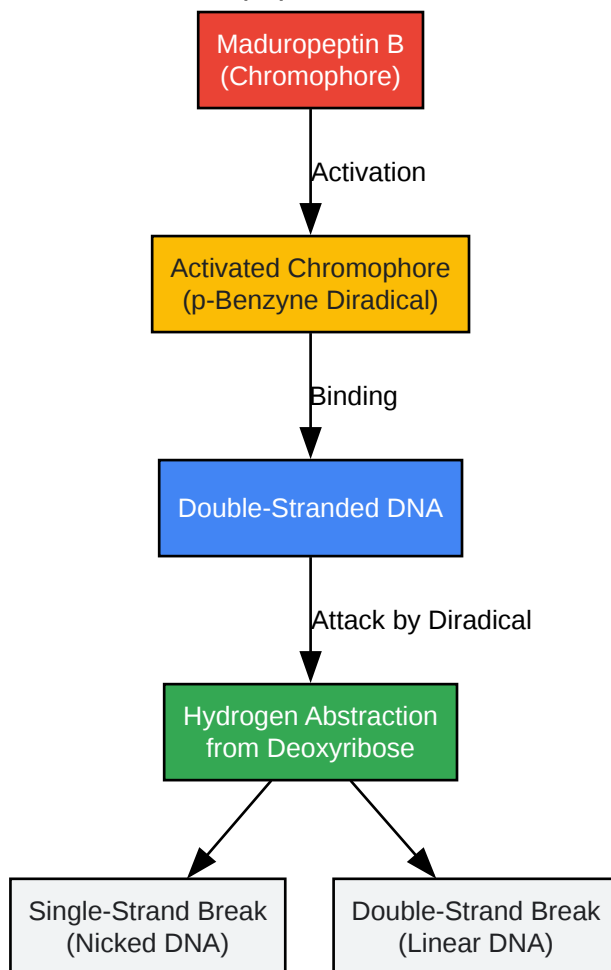 Maduropeptin B
(Chromophore)
Activation
Activated Chromophore
(p-Benzyne Diradical)
Binding
Double-Stranded DNA
Attack by Diradical
Hydrogen Abstraction
from Deoxyribose
Single-Strand Break
(Nicked DNA)
Double-Strand Break
(Linear DNA)